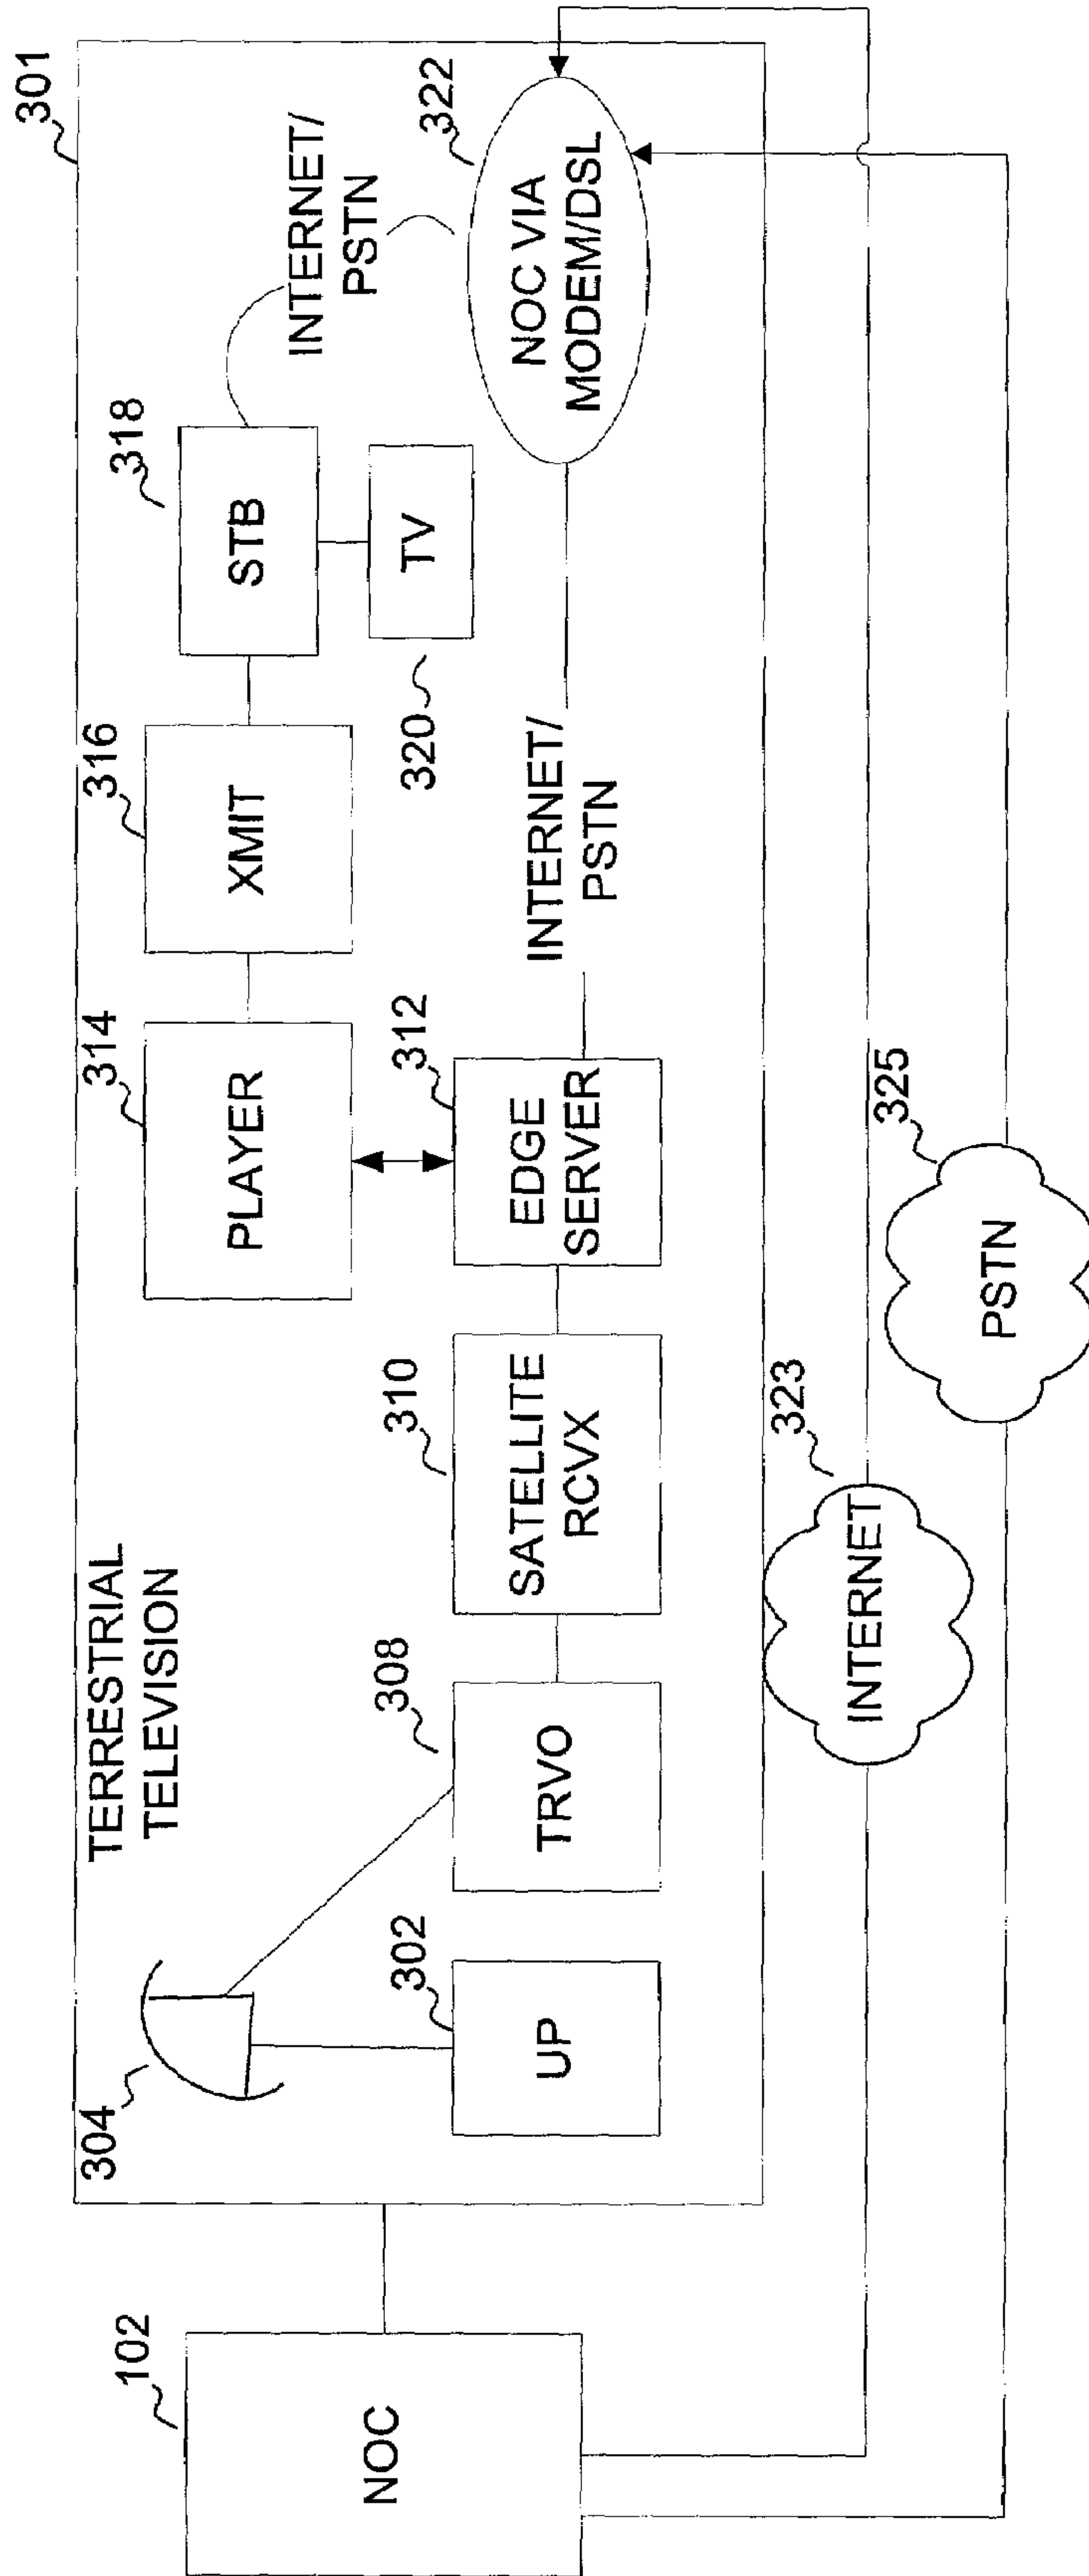 301
TERRESTRIAL
TELEVISION
102
NOC
304
302
UP
308
TRVO
310
SATELLITE
RCVX
312
EDGE
SERVER
314
PLAYER
316
XMIT
318
STB
320
TV
INTERNET/
PSTN
322
NOC VIA
MODEM/DSL
INTERNET/
PSTN
323
INTERNET
325
PSTN